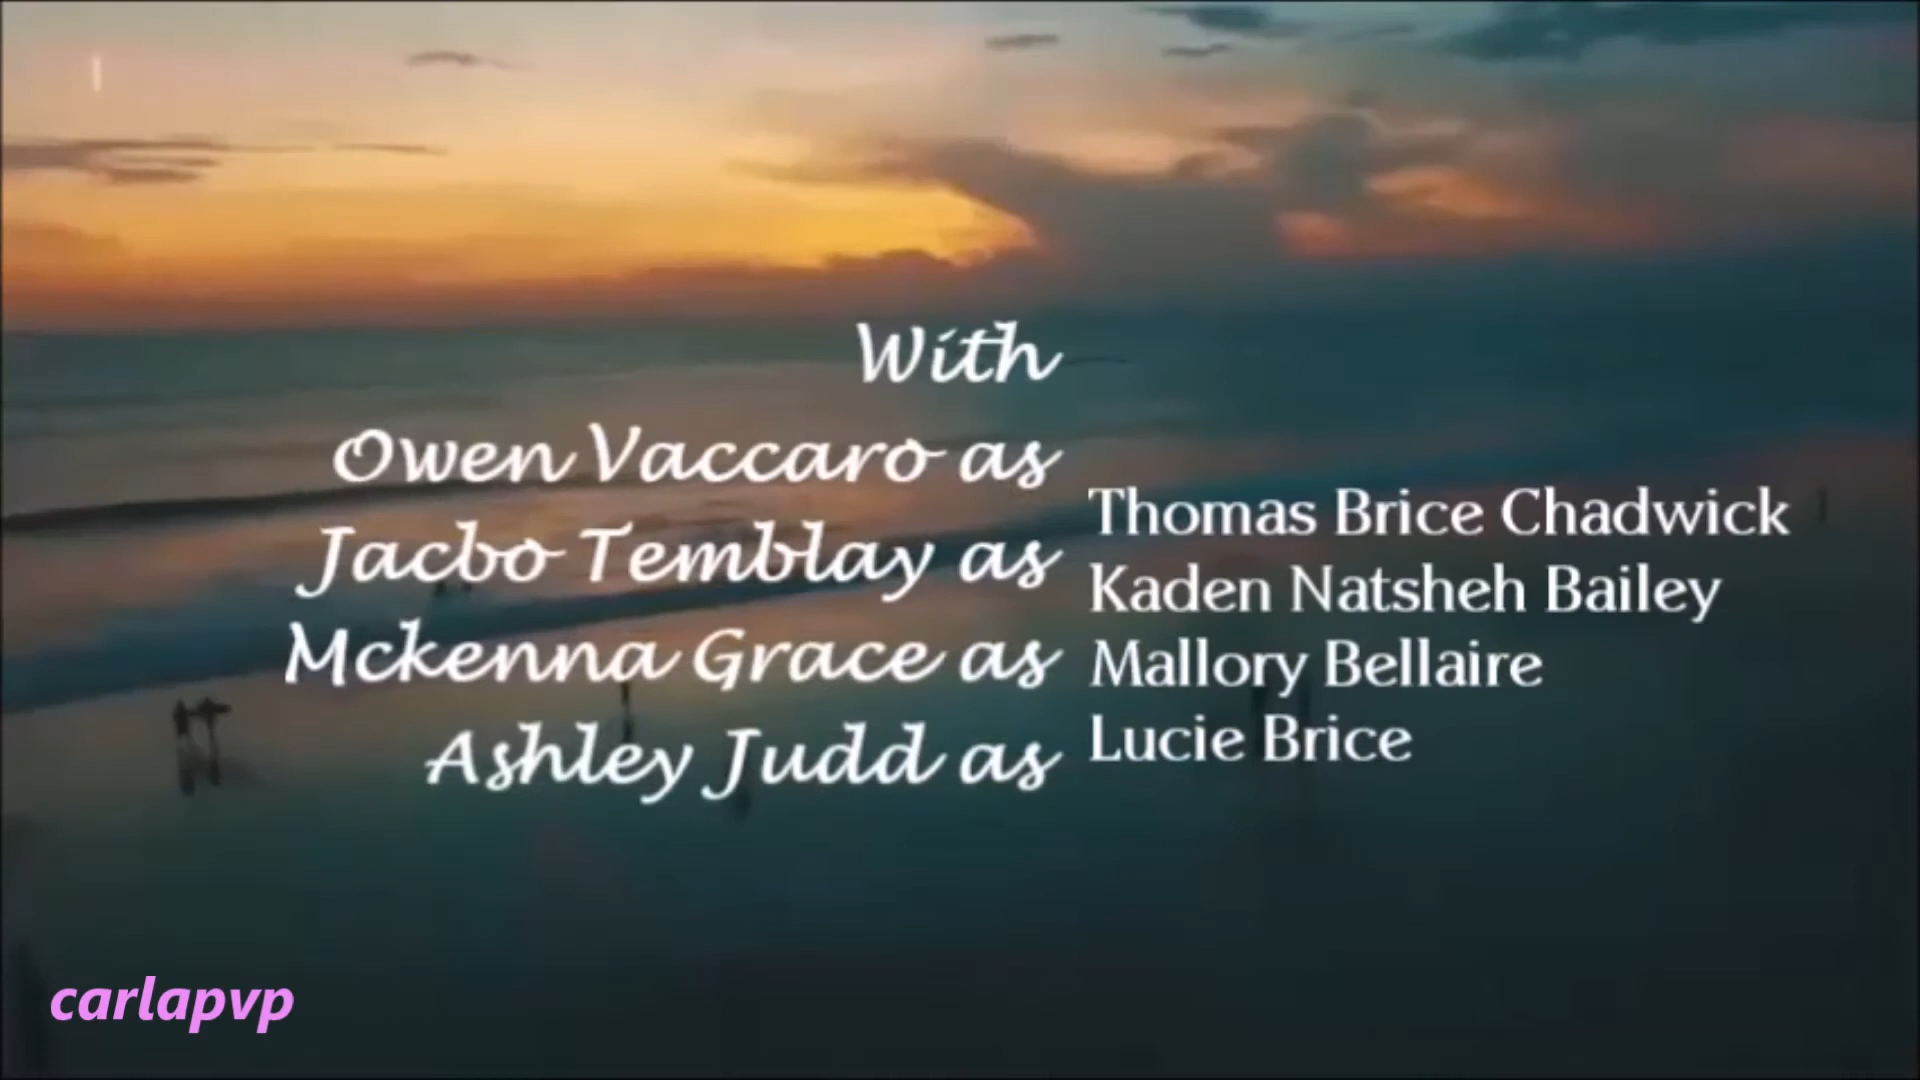 With
Owen Vaccaro as
Thomas Brice Chadwick
Jacbo Temblay as
Kaden Natsheh Bailey
Mckenna Grace as
Mallory Bellaire
Ashley Judd as
Lucie Brice
carlapvp